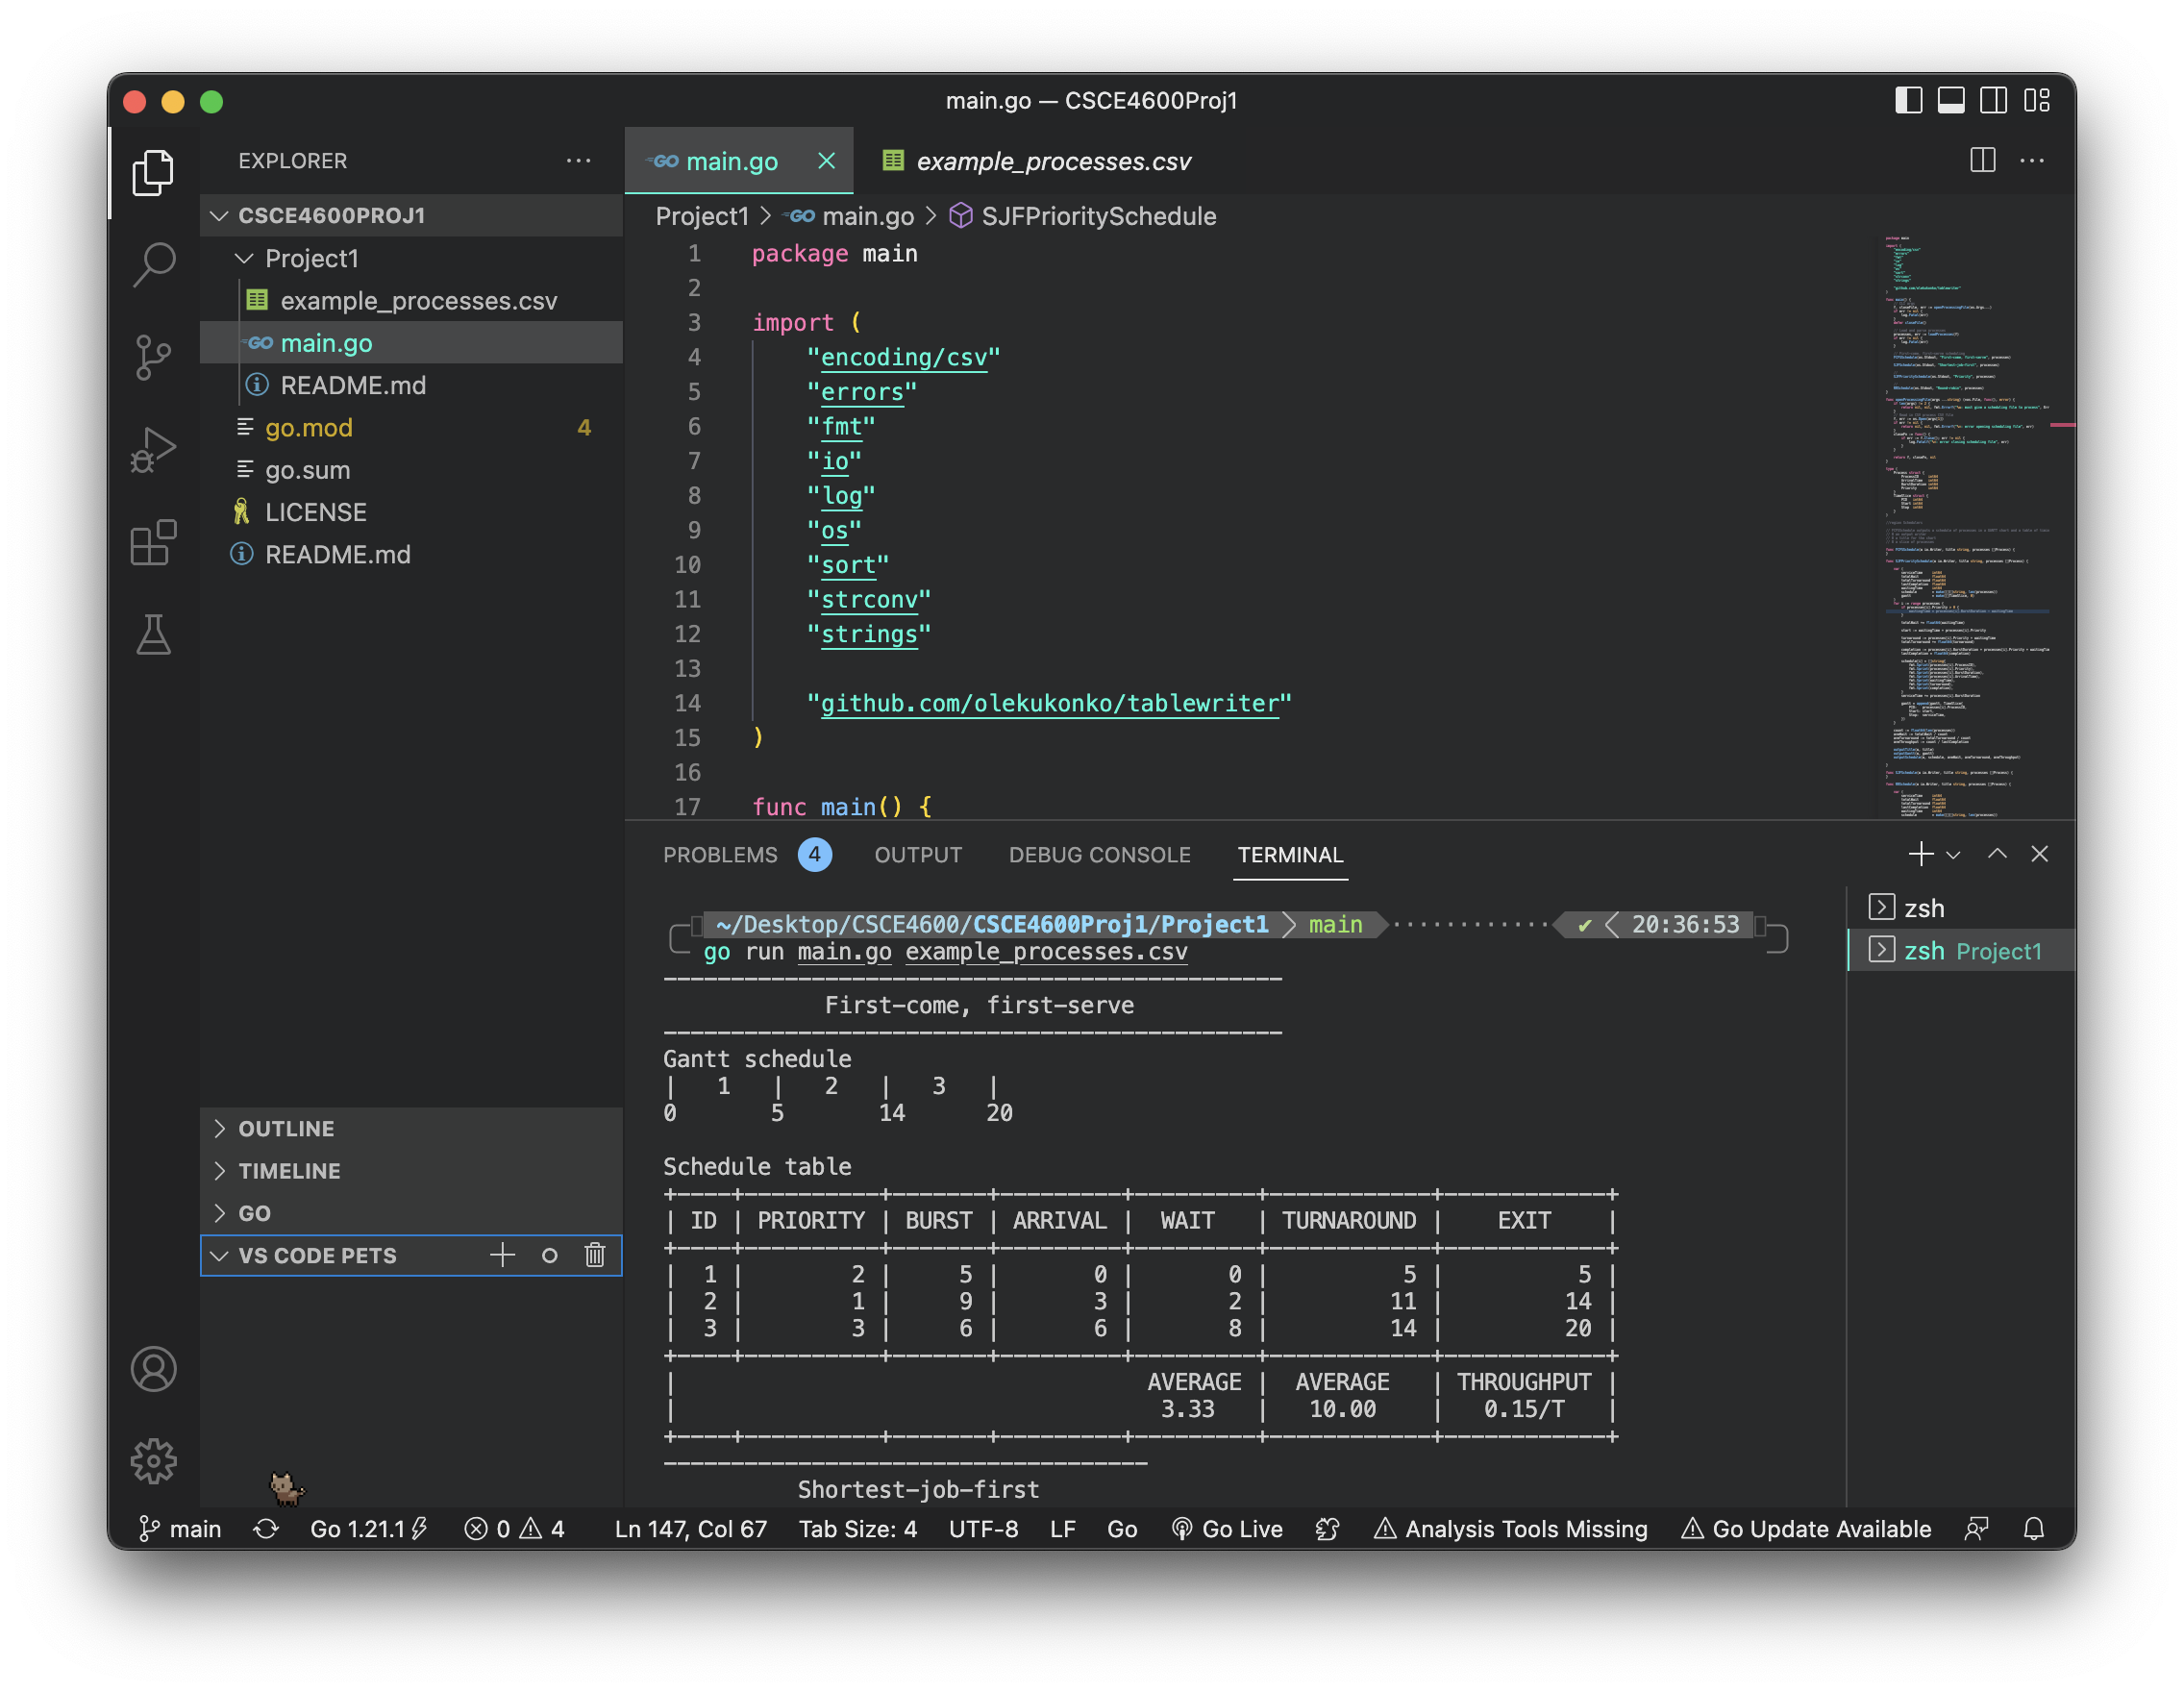 main.go — CSCE4600Proj1
EXPLORER
CSCE4600PROJ1
Project1
example_processes.csv
main.go
README.md
go.mod 4
go.sum
LICENSE
README.md
OUTLINE
TIMELINE
GO
VS CODE PETS
GO main.go example_processes.csv
Project1 > GO main.go > SJFPrioritySchedule
1 package main
2
3 import (
4 "encoding/csv"
5 "errors"
6 "fmt"
7 "io"
8 "log"
9 "os"
10 "sort"
11 "strconv"
12 "strings"
13
14 "github.com/olekukonko/tablewriter"
15 )
16
17 func main() {
PROBLEMS 4 OUTPUT DEBUG CONSOLE TERMINAL
~/Desktop/CSCE4600/CSCE4600Proj1/Project1 main ············ ✔ 20:36:53
go run main.go example_processes.csv
----------------------------------------------
First-come, first-serve
----------------------------------------------
Gantt schedule
|   1   |   2   |   3   |
0       5       14      20
Schedule table
+----+----------+-------+---------+---------+------------+------------+
| ID | PRIORITY | BURST | ARRIVAL |  WAIT   | TURNAROUND |    EXIT    |
+----+----------+-------+---------+---------+------------+------------+
|  1 |        2 |     5 |       0 |       0 |          5 |          5 |
|  2 |        1 |     9 |       3 |       2 |         11 |         14 |
|  3 |        3 |     6 |       6 |       8 |         14 |         20 |
+----+----------+-------+---------+---------+------------+------------+
|                                   AVERAGE |  AVERAGE   | THROUGHPUT |
|                                    3.33   |   10.00    |   0.15/T   |
+----+----------+-------+---------+---------+------------+------------+
------------------------------------
Shortest-job-first
zsh
zsh Project1
main Go 1.21.1 0 4 Ln 147, Col 67 Tab Size: 4 UTF-8 LF Go Go Live Analysis Tools Missing Go Update Available